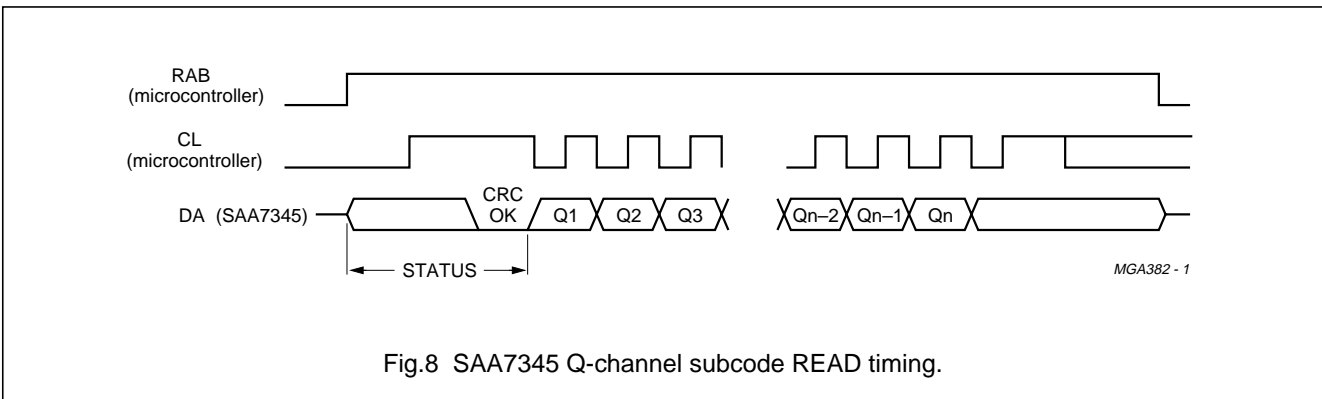 RAB
(microcontroller)
CL
(microcontroller)
CRC
OK
DA (SAA7345)
Q1
Q2
Q3
Qn–2
Qn–1
Qn
STATUS
MGA382 - 1
Fig.8 SAA7345 Q-channel subcode READ timing.